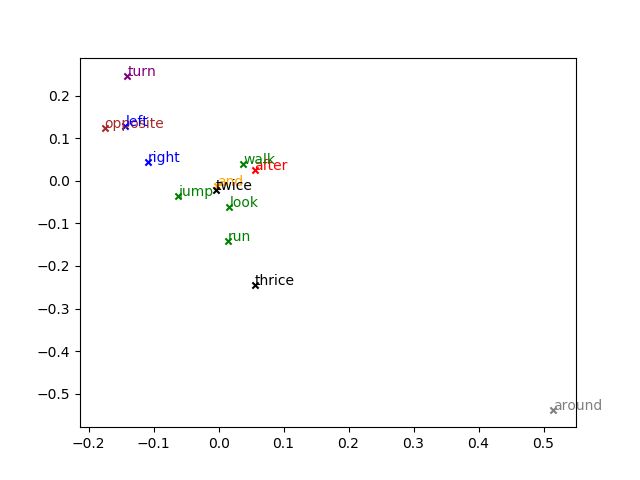 turn
opposite
left
right
walk
after
and
twice
jump
look
run
thrice
around
0.2
0.1
0.0
−0.1
−0.2
−0.3
−0.4
−0.5
−0.2 −0.1 0.0 0.1 0.2 0.3 0.4 0.5